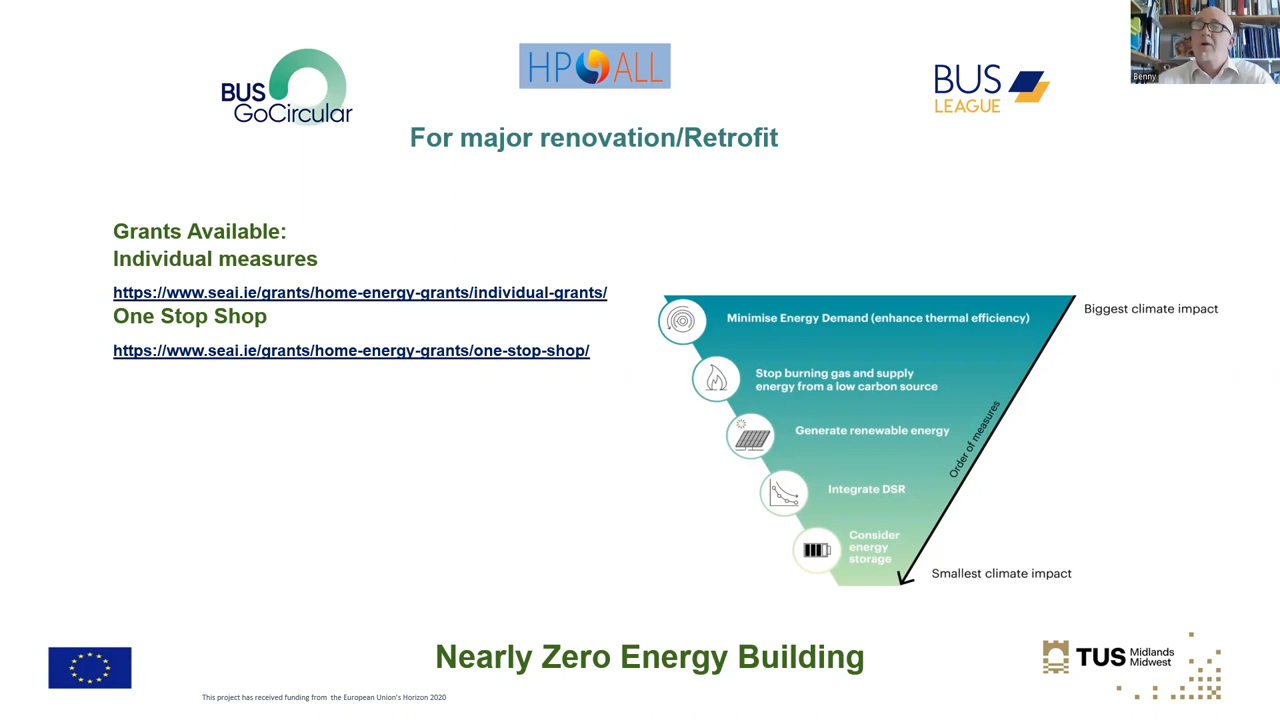 BUS
GoCircular
HP ALL
BUS
LEAGUE
Benny
For major renovation/Retrofit
Grants Available:
Individual measures
https://www.seai.ie/grants/home-energy-grants/individual-grants/
One Stop Shop
https://www.seai.ie/grants/home-energy-grants/one-stop-shop/
Minimise Energy Demand (enhance thermal efficiency)
Biggest climate impact
Stop burning gas and supply
energy from a low carbon source
Generate renewable energy
Order of measures
Integrate DSR
Consider
energy
storage
Smallest climate impact
Nearly Zero Energy Building
TUS Midlands
Midwest
This project has received funding from the European Union's Horizon 2020